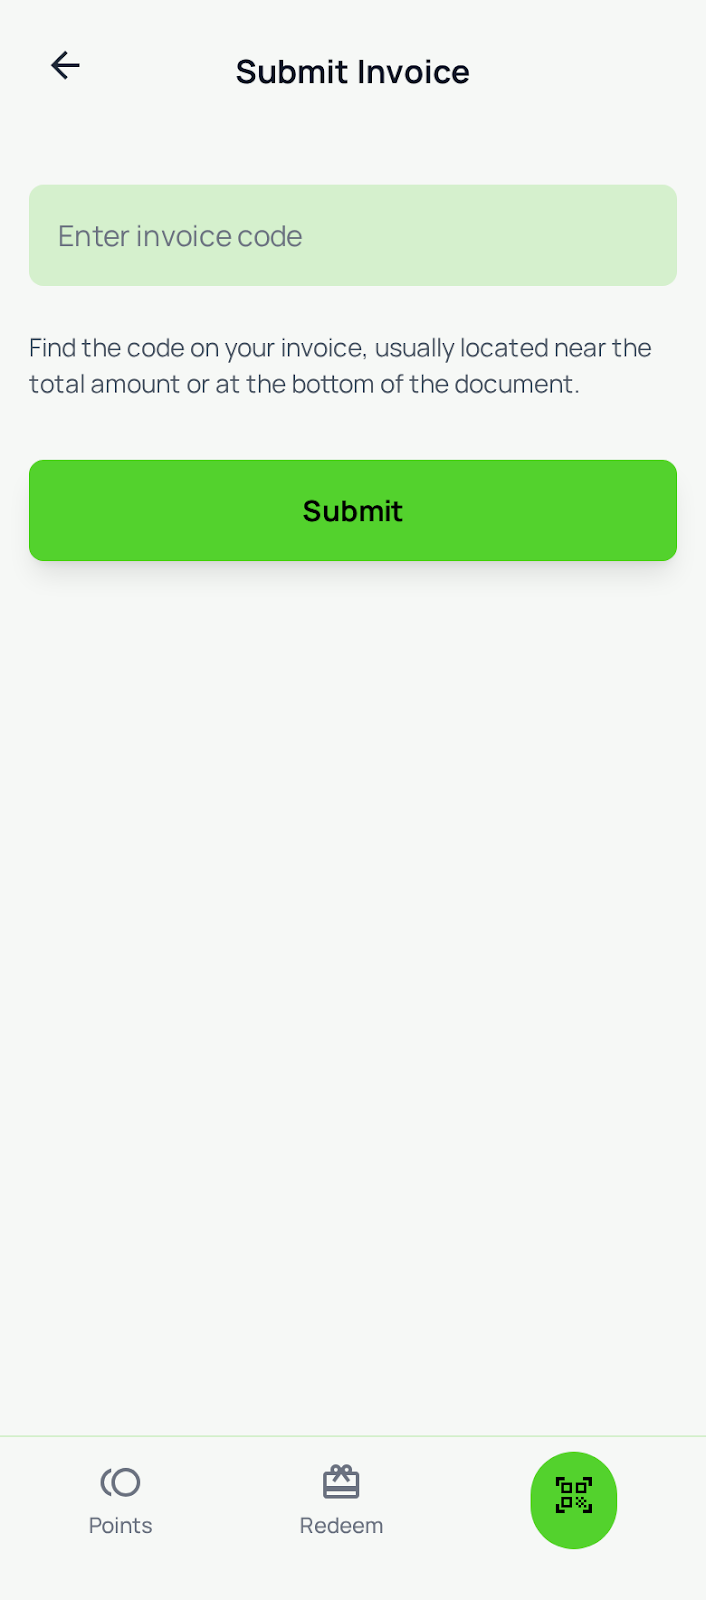 Submit Invoice
Enter invoice code
Find the code on your invoice, usually located near the
total amount or at the bottom of the document.
Submit
Points
Redeem